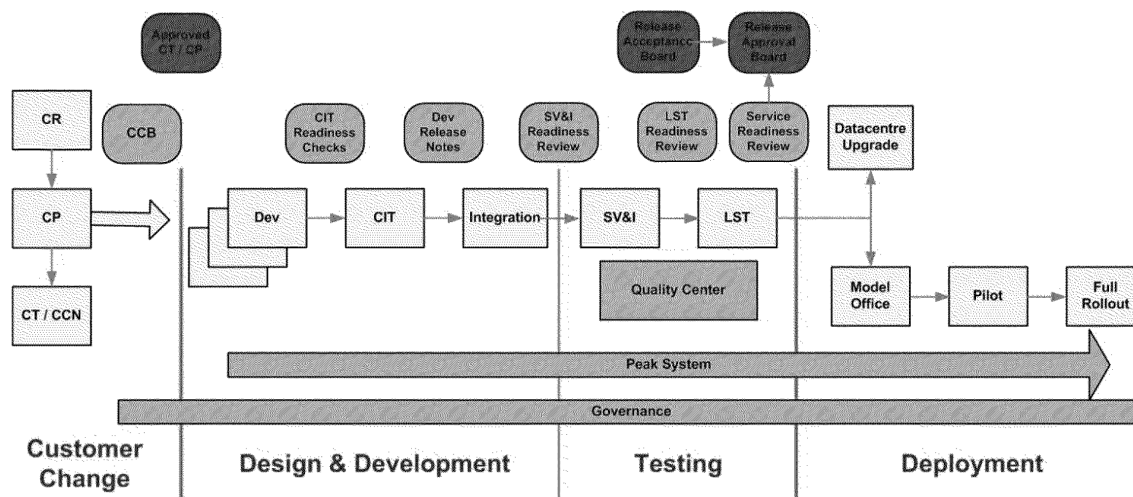 Approved
CT / CP
Release
Acceptance
Board
Release
Approval
Board
CR
CCB
CIT
Readiness
Checks
Dev
Release
Notes
SV&I
Readiness
Review
LST
Readiness
Review
Service
Readiness
Review
Datacentre
Upgrade
CP
Dev
CIT
Integration
SV&I
LST
CT / CCN
Quality Center
Model
Office
Pilot
Full
Rollout
Peak System
Governance
Customer
Change
Design & Development
Testing
Deployment